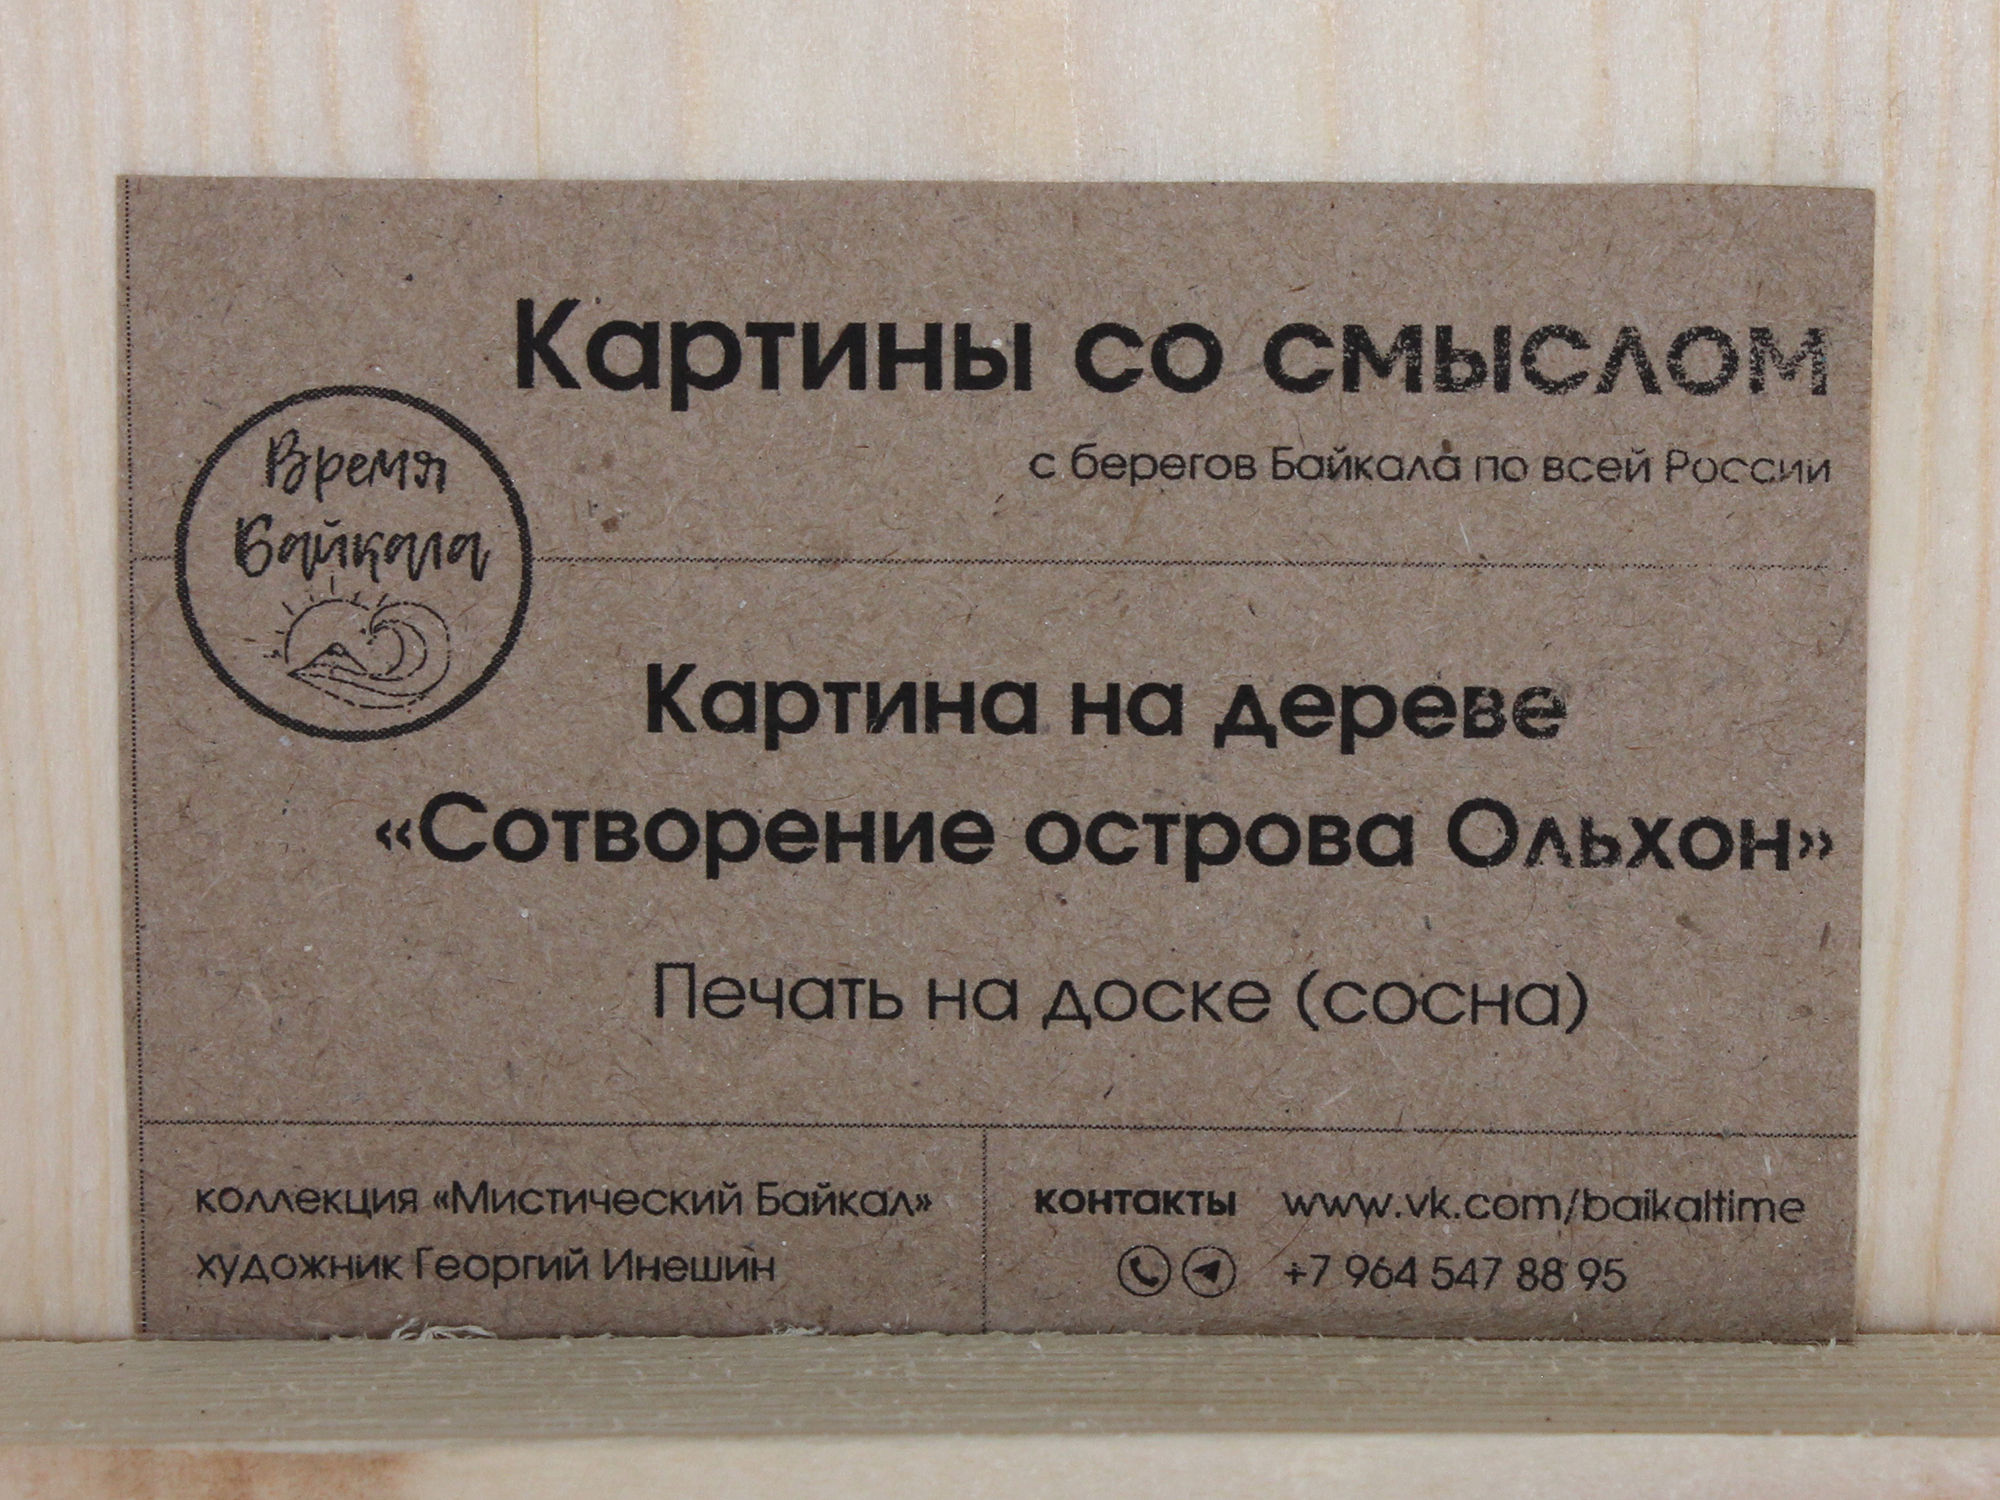 Картины со смыслом
с берегов Байкала по всей России
Время
Байкала
Картина на дереве
«Сотворение острова Ольхон»
Печать на доске (сосна)
коллекция «Мистический Байкал»
художник Георгий Инешин
контакты www.vk.com/baikaltime
+7 964 547 88 95